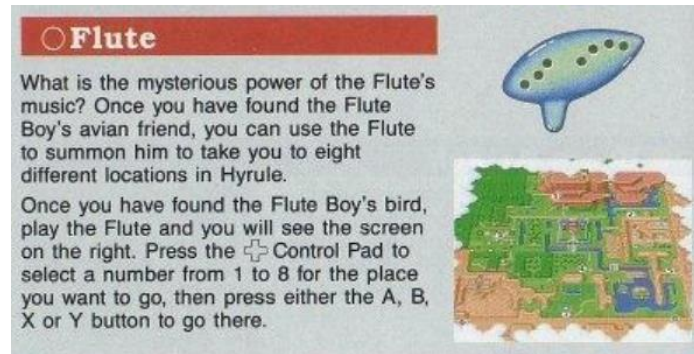 Flute
What is the mysterious power of the Flute's
music? Once you have found the Flute
Boy's avian friend, you can use the Flute
to summon him to take you to eight
different locations in Hyrule.
Once you have found the Flute Boy's bird,
play the Flute and you will see the screen
on the right. Press the Control Pad to
select a number from 1 to 8 for the place
you want to go, then press either the A, B,
X or Y button to go there.